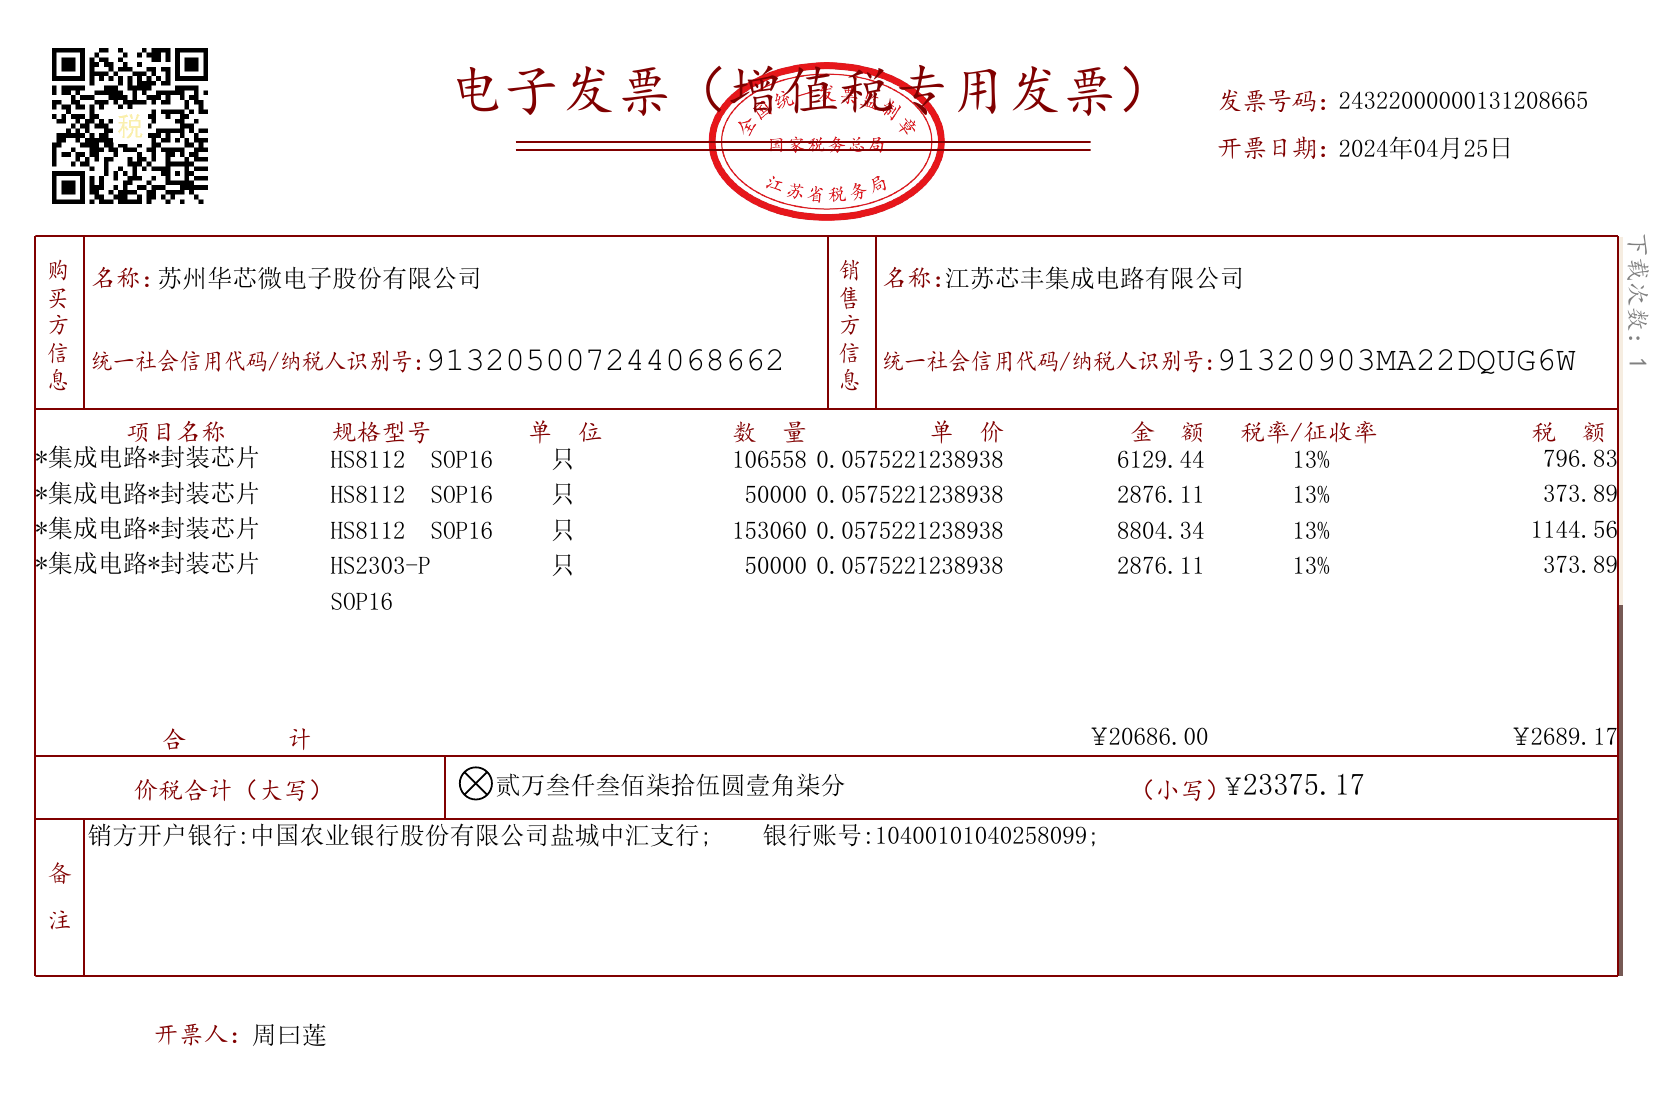 电子发票（增值税专用发票）
全国统一发票监制章
国家税务总局
江苏省税务局
税
发票号码：24322000000131208665
开票日期：2024年04月25日
下载次数：1
购买方信息
名称：苏州华芯微电子股份有限公司
统一社会信用代码/纳税人识别号：913205007244068662
销售方信息
名称：江苏芯丰集成电路有限公司
统一社会信用代码/纳税人识别号：91320903MA22DQUG6W
项目名称 规格型号 单 位 数 量 单 价 金 额 税率/征收率 税 额
*集成电路*封装芯片 HS8112 SOP16 只 106558 0.0575221238938 6129.44 13% 796.83
*集成电路*封装芯片 HS8112 SOP16 只 50000 0.0575221238938 2876.11 13% 373.89
*集成电路*封装芯片 HS8112 SOP16 只 153060 0.0575221238938 8804.34 13% 1144.56
*集成电路*封装芯片 HS2303-P 只 50000 0.0575221238938 2876.11 13% 373.89
SOP16
合 计 ¥20686.00 ¥2689.17
价税合计（大写） ⊗贰万叁仟叁佰柒拾伍圆壹角柒分 （小写）¥23375.17
备注
销方开户银行:中国农业银行股份有限公司盐城中汇支行; 银行账号:10400101040258099;
开票人：周曰莲